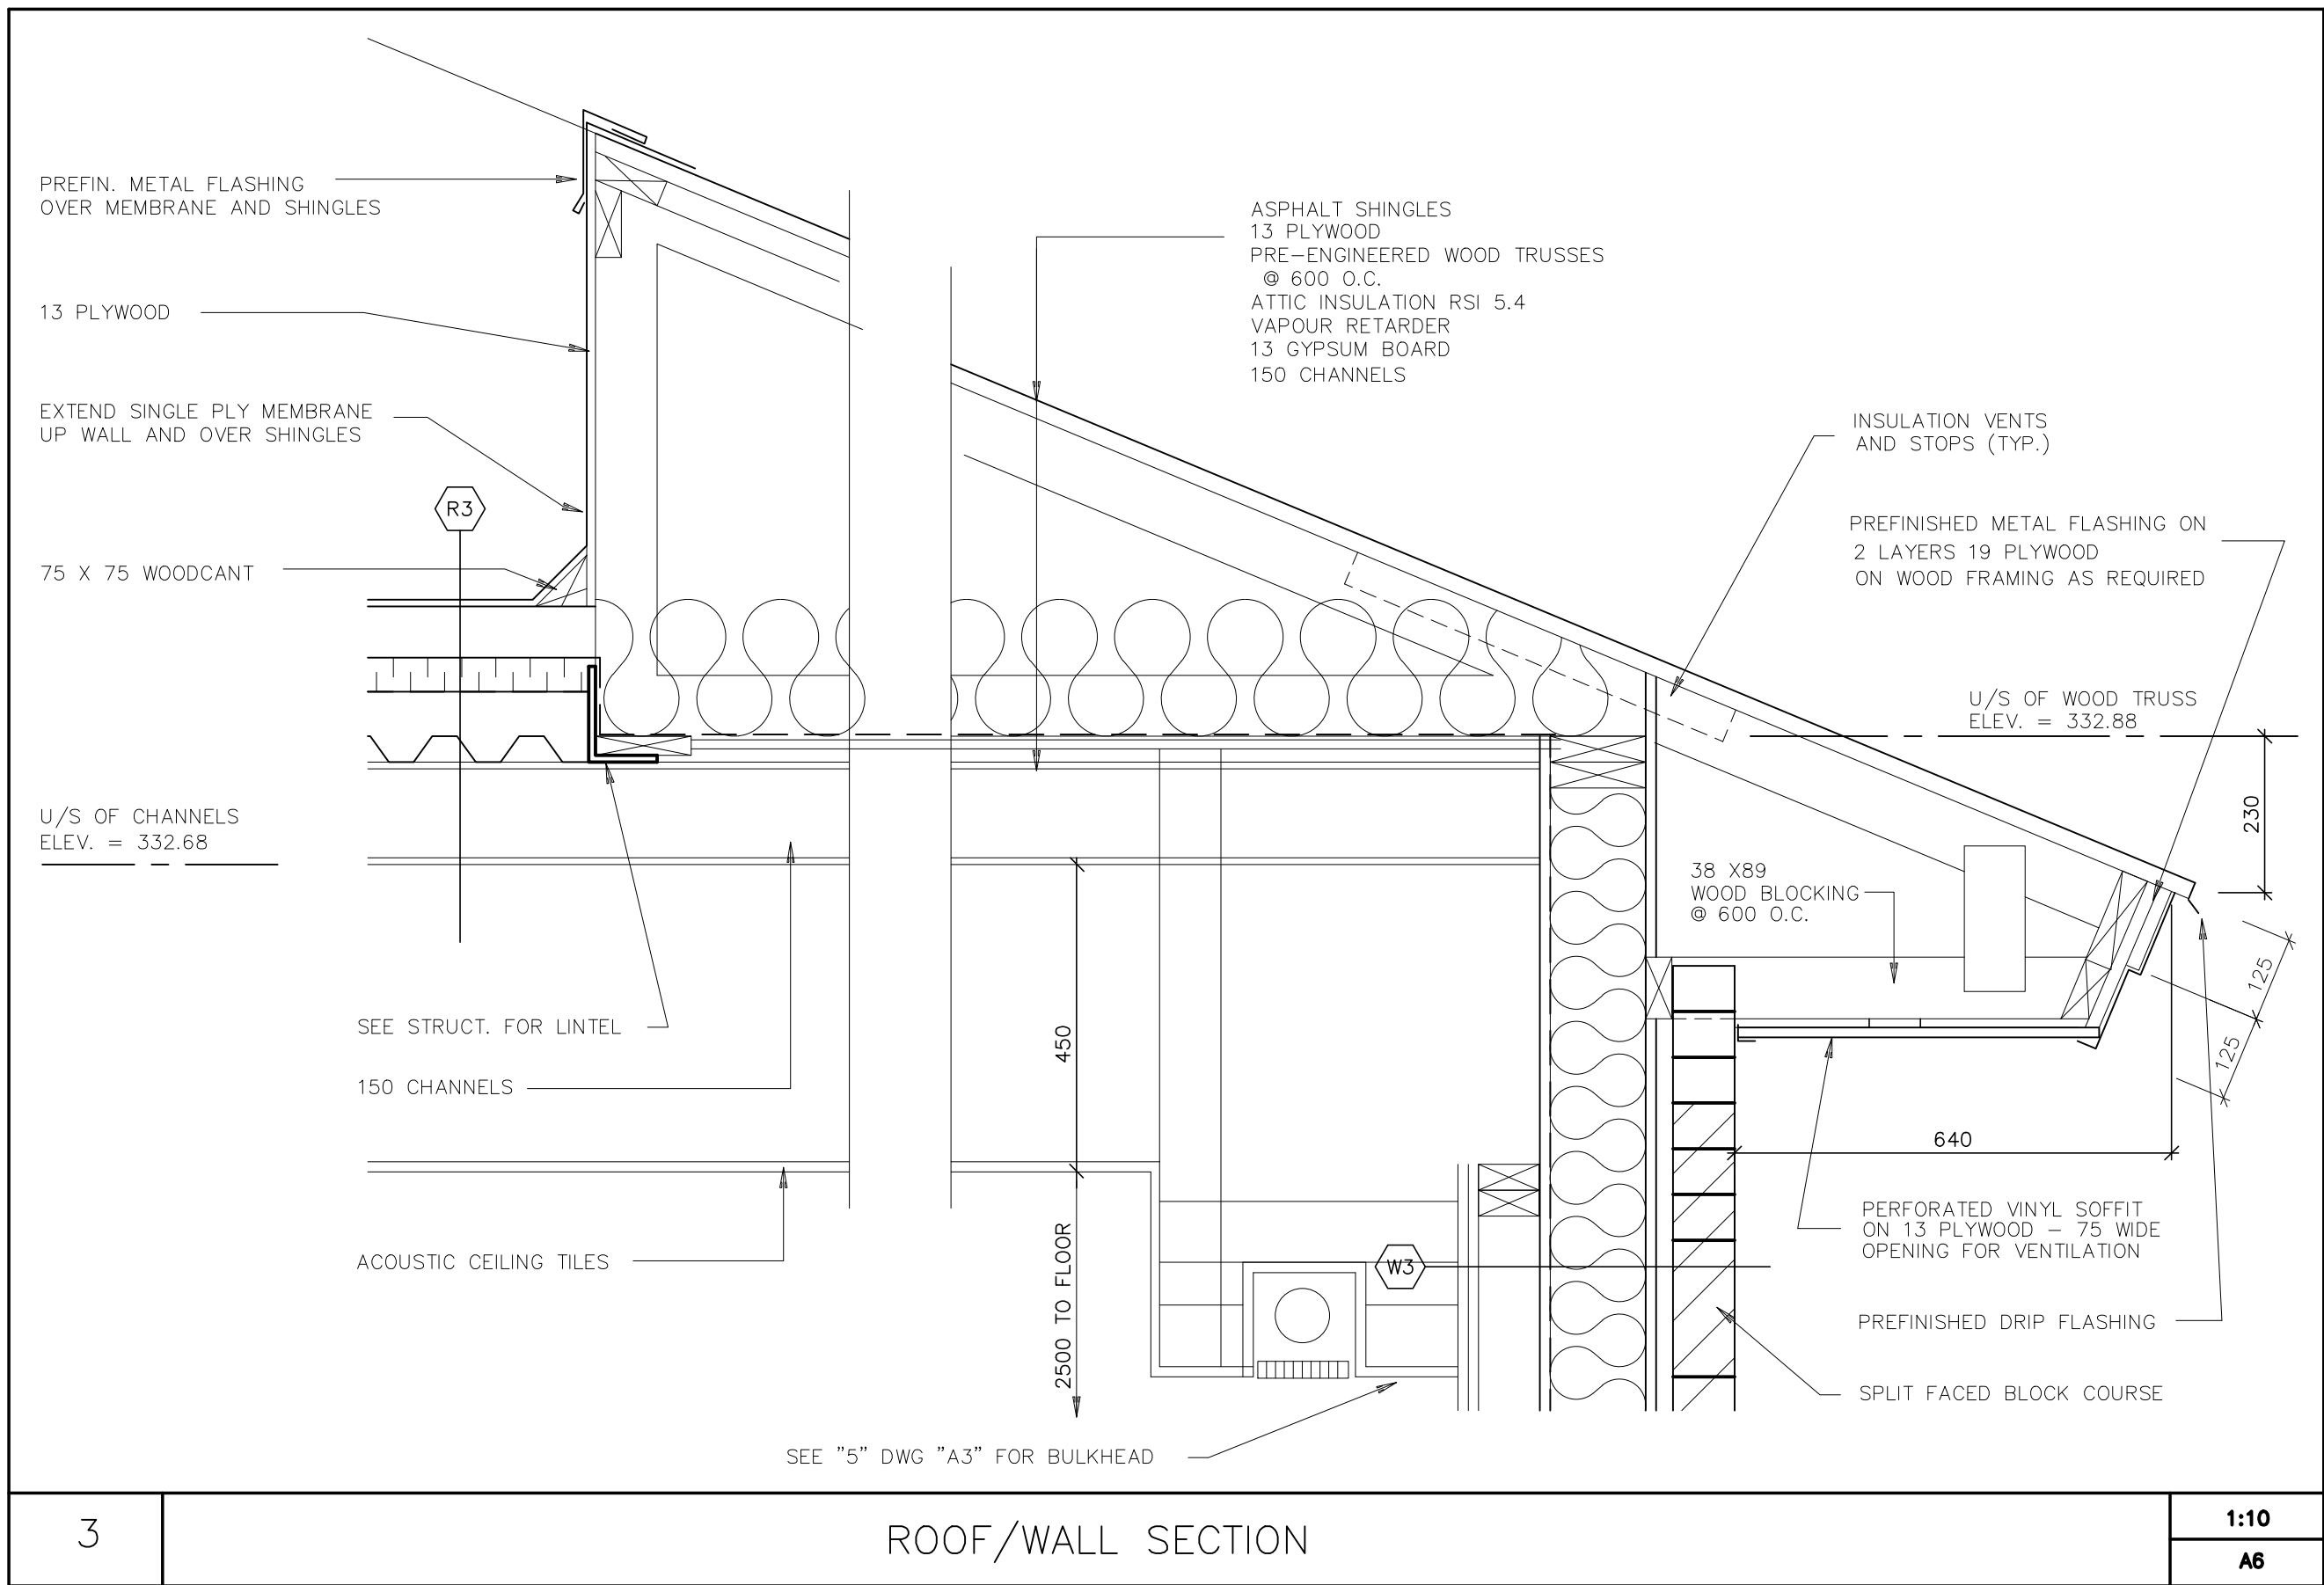 PREFIN. METAL FLASHING
OVER MEMBRANE AND SHINGLES
13 PLYWOOD
EXTEND SINGLE PLY MEMBRANE
UP WALL AND OVER SHINGLES
R3
75 X 75 WOODCANT
U/S OF CHANNELS
ELEV. = 332.68
SEE STRUCT. FOR LINTEL
150 CHANNELS
ACOUSTIC CEILING TILES
SEE "5" DWG "A3" FOR BULKHEAD
ASPHALT SHINGLES
13 PLYWOOD
PRE-ENGINEERED WOOD TRUSSES
@ 600 O.C.
ATTIC INSULATION RSI 5.4
VAPOUR RETARDER
13 GYPSUM BOARD
150 CHANNELS
450
2500 TO FLOOR
W3
INSULATION VENTS
AND STOPS (TYP.)
PREFINISHED METAL FLASHING ON
2 LAYERS 19 PLYWOOD
ON WOOD FRAMING AS REQUIRED
U/S OF WOOD TRUSS
ELEV. = 332.88
230
38 X89
WOOD BLOCKING
@ 600 O.C.
125
125
640
PERFORATED VINYL SOFFIT
ON 13 PLYWOOD - 75 WIDE
OPENING FOR VENTILATION
PREFINISHED DRIP FLASHING
SPLIT FACED BLOCK COURSE
3
ROOF/WALL SECTION
1:10
A6